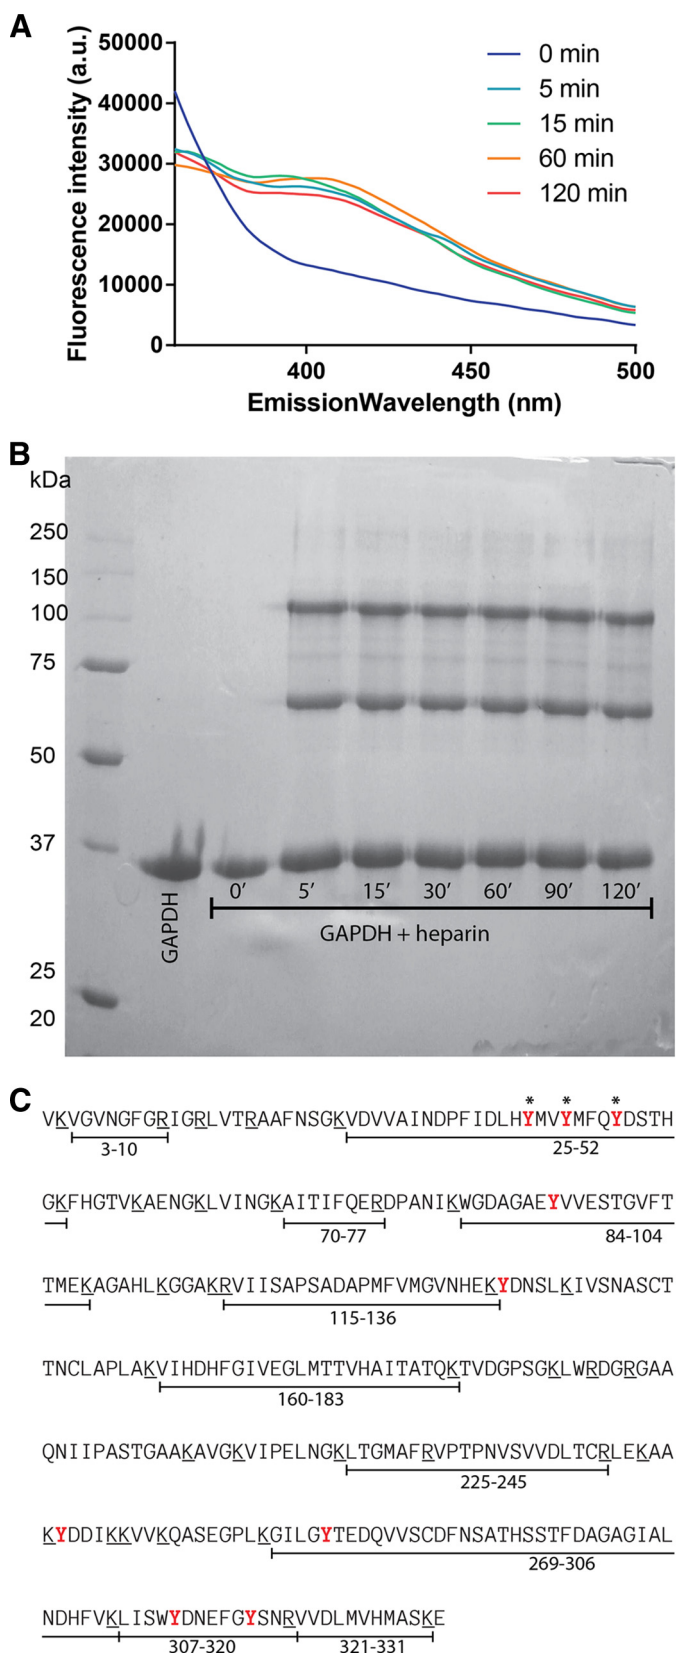 A
Fluorescence intensity (a.u.)
50000
40000
30000
20000
10000
0
400
450
500
EmissionWavelength (nm)
0 min
5 min
15 min
60 min
120 min
B
kDa
250
150
100
75
50
37
25
20
GAPDH
0′ 5′ 15′ 30′ 60′ 90′ 120′
GAPDH + heparin
C
* * *
VKVGVNGFGRIGRLVTRAAFNSGKVDVVAINDPFIDLHYMVYMFQYDSTH
3-10 25-52
GKFHGTVKAENGKLVINGKAITIFQERDPANIKWGDAGAEYVVESTGVFT
70-77 84-104
TMEKAGAHLKGGAKRVIISAPSADAPMFVMGVNHEKYDNSLKIVSNASCT
115-136
TNCLAPLAKVIHDHFGIVEGLMTTVHAITATQKTVDGPSGKLWRDGRGAA
160-183
QNIIPASTGAAKAVGKVIPELNGKLTGMAFRVPTPNVSVVDLTCRLEKAA
225-245
KYDDIKKVVKQASEGPLKGILGYTEDQVVSCDFNSATHSSTFDAGAGIAL
269-306
NDHFVKLISWYDNEFGYSNRVVDLMVHMASKE
307-320 321-331